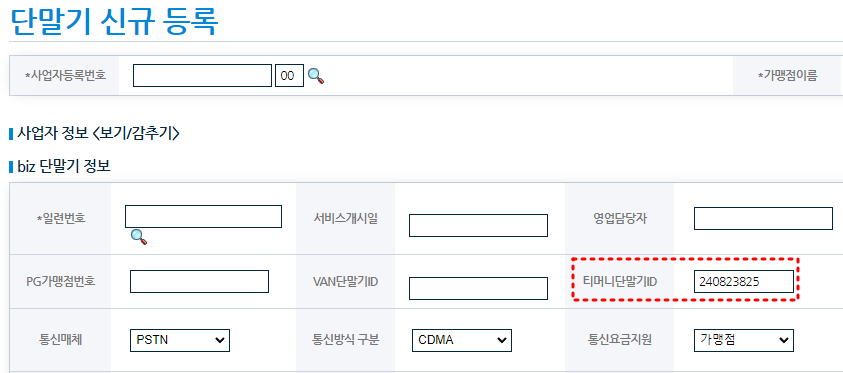 단말기 신규 등록
*사업자등록번호 00 *가맹점이름
사업자 정보 <보기/감추기>
biz 단말기 정보
*일련번호 서비스개시일 영업담당자
PG가맹점번호 VAN단말기ID 티머니단말기ID 240823825
통신매체 PSTN 통신방식 구분 CDMA 통신요금지원 가맹점